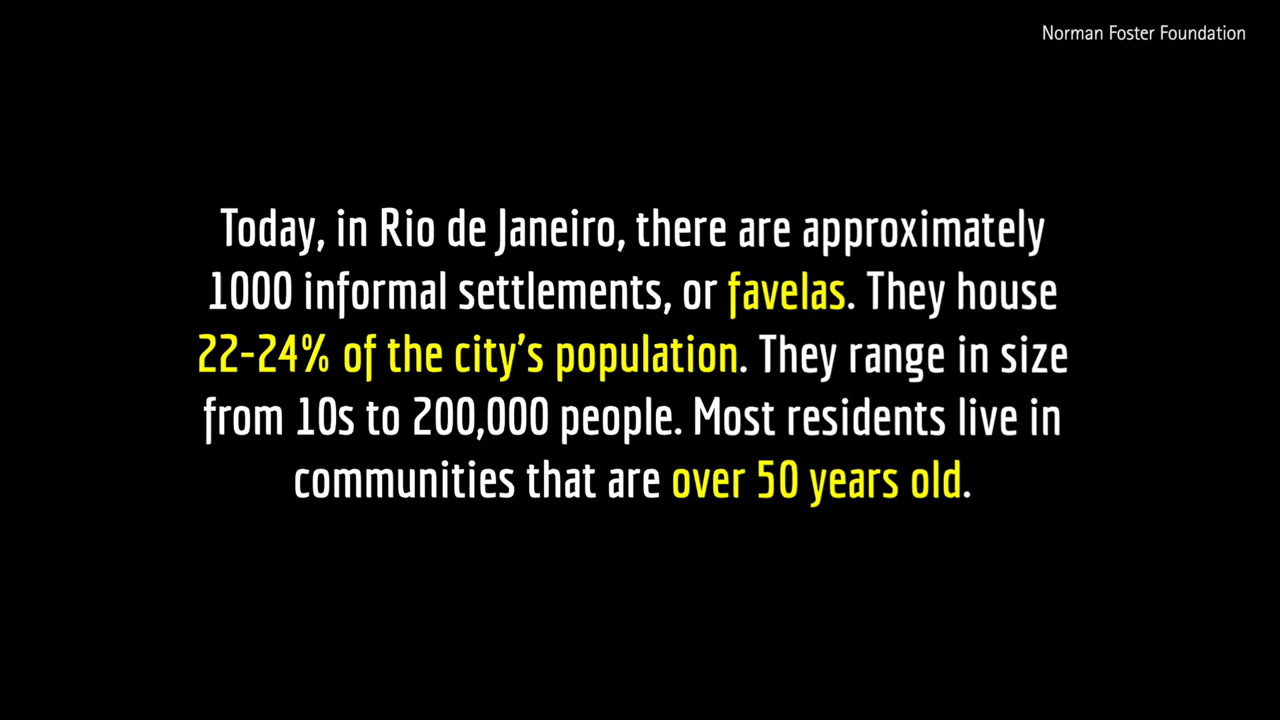 Norman Foster Foundation
Today, in Rio de Janeiro, there are approximately
1000 informal settlements, or favelas. They house
22-24% of the city’s population. They range in size
from 10s to 200,000 people. Most residents live in
communities that are over 50 years old.